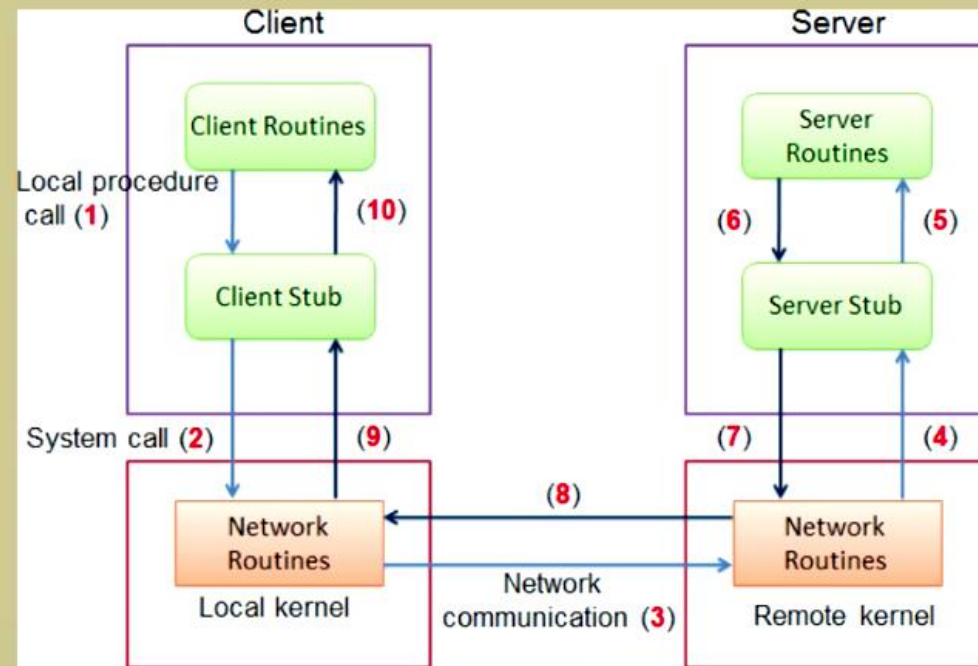 Client
Server
Client Routines
Server
Routines
Local procedure
call (1)
(10)
(6)
(5)
Client Stub
Server Stub
System call (2)
(9)
(7)
(4)
(8)
Network
Routines
Network
Routines
Local kernel
Network
communication (3)
Remote kernel